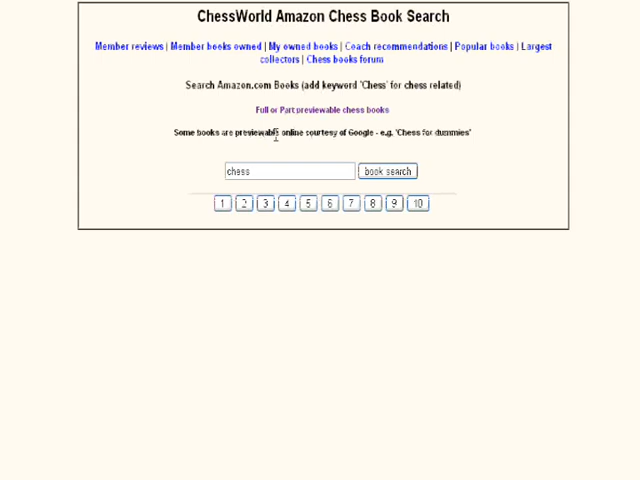 ChessWorld Amazon Chess Book Search
Member reviews | Member books owned | My owned books | Coach recommendations | Popular books | Largest
collectors | Chess books forum
Search Amazon.com Books (add keyword 'Chess' for chess related)
Full or Part previewable chess books
Some books are previewable online courtesy of Google - e.g. 'Chess for dummies'
chess book search
1 2 3 4 5 6 7 8 9 10